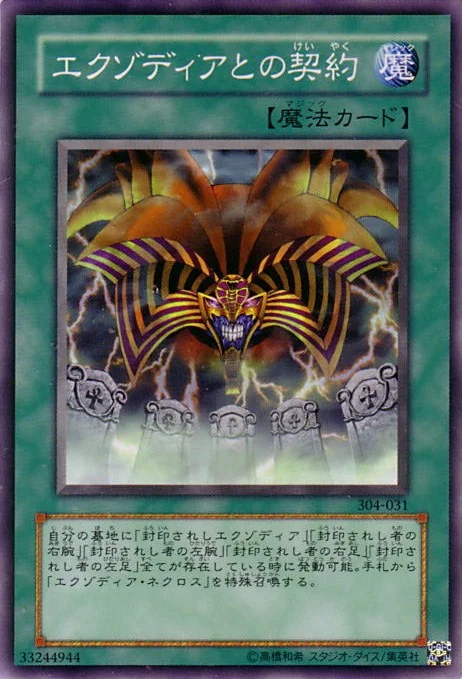 エクゾディアとの契約
けい やく
魔
マジック
【魔法カード】
マジック
304-031
自分の墓地に「封印されしエクゾディア」「封印されし者の
右腕」「封印されし者の左腕」「封印されし者の右足」「封印さ
れし者の左足」全てが存在している時に発動可能。手札から
「エクゾディア・ネクロス」を特殊召喚する。
33244944
©高橋和希 スタジオ・ダイス/集英社